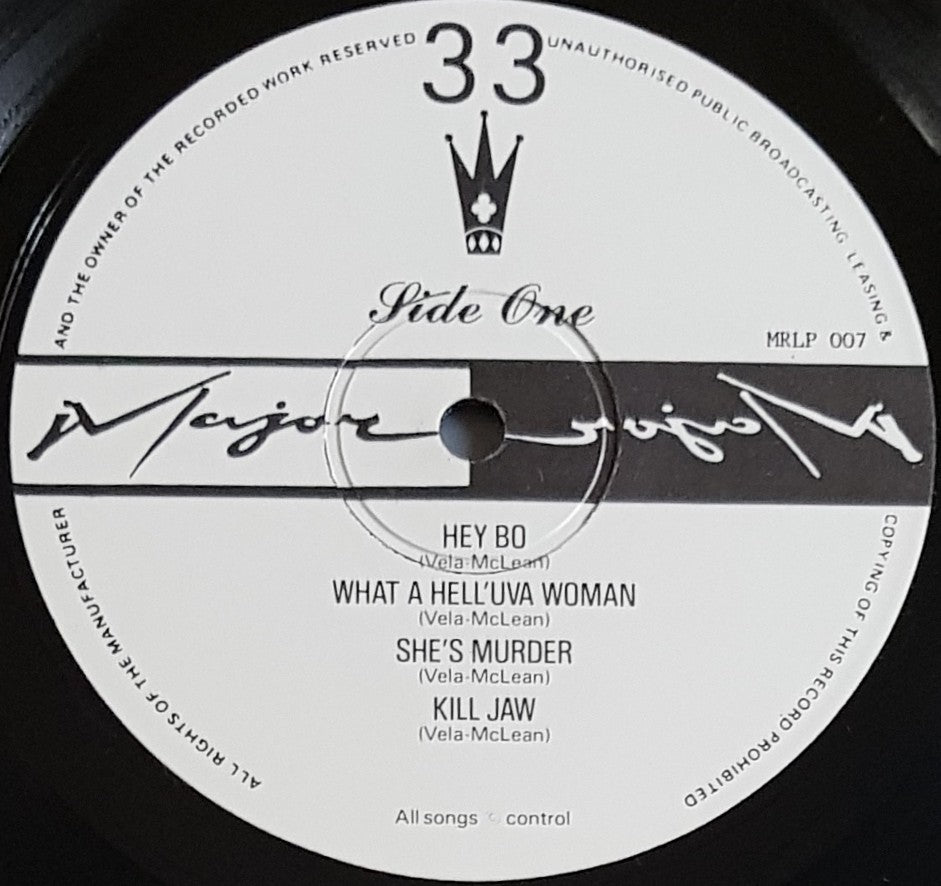 33
AND THE OWNER OF THE RECORDED WORK RESERVED
UNAUTHORISED PUBLIC BROADCASTING LEASING &
Side One
MRLP 007
Major
Major
HEY BO
(Vela-McLean)
WHAT A HELL'UVA WOMAN
(Vela-McLean)
SHE'S MURDER
(Vela-McLean)
KILL JAW
(Vela-McLean)
All songs © control
ALL RIGHTS OF THE MANUFACTURER
COPYING OF THIS RECORD PROHIBITED